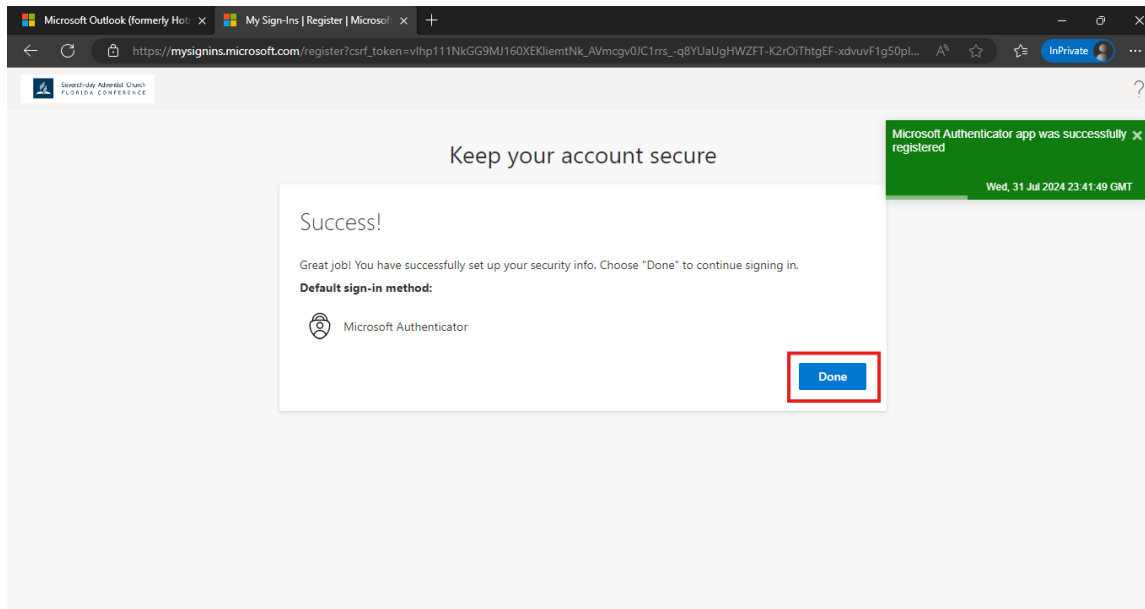 Microsoft Outlook (formerly Hotm
My Sign-Ins | Register | Microsoft
https://mysignins.microsoft.com/register?csrf_token=vlhp111NkGG9MJ160XEKliemtNk_AVmcgv0JC1rrs_-q8YUaUgHWZFT-K2rOiThtgEF-xdvuvF1g50pl...
InPrivate
Seventh-day Adventist Church
FLORIDA CONFERENCE
Microsoft Authenticator app was successfully
registered
Wed, 31 Jul 2024 23:41:49 GMT
Keep your account secure
Success!
Great job! You have successfully set up your security info. Choose "Done" to continue signing in.
Default sign-in method:
Microsoft Authenticator
Done